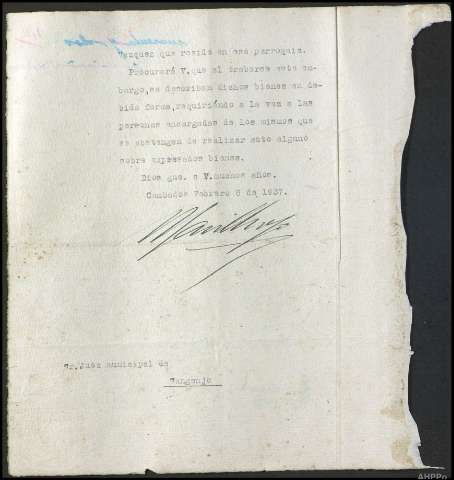 Vazquez que reside en esa parroquia.
Procurará V. que al trabarse este em-
bargo, se describan dichos bienes en de-
bida forma, requiriendo a la vez a las
personas encargadas de los mismos que
se abstengan de realizar acto alguno
sobre expresados bienes.
Dios gue. a V. muchos años.
Cambados Febrero 8 de 1937.
Sr. Juez municipal de
Sangenjo
AHPPo